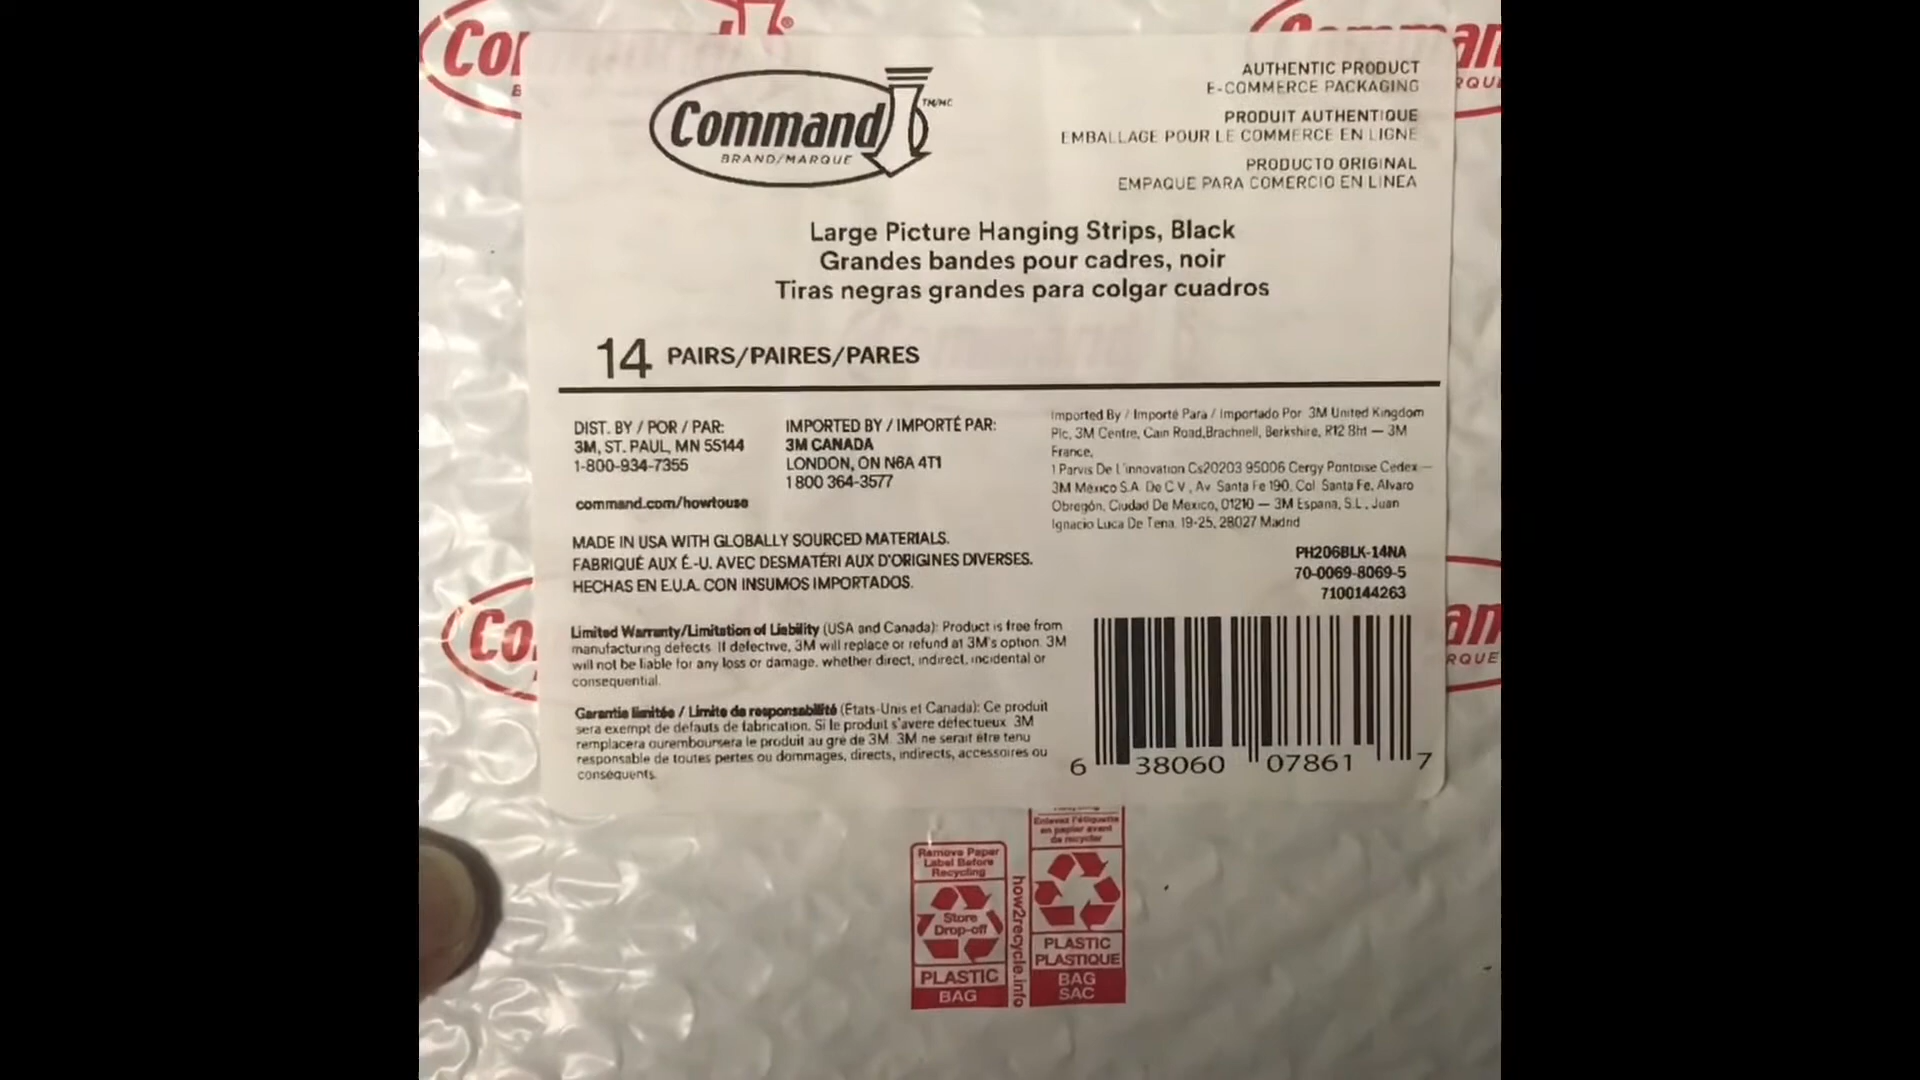 Command
BRAND/MARQUE
TM/MC
AUTHENTIC PRODUCT
E-COMMERCE PACKAGING
PRODUIT AUTHENTIQUE
EMBALLAGE POUR LE COMMERCE EN LIGNE
PRODUCTO ORIGINAL
EMPAQUE PARA COMERCIO EN LINEA
Large Picture Hanging Strips, Black
Grandes bandes pour cadres, noir
Tiras negras grandes para colgar cuadros
14 PAIRS/PAIRES/PARES
DIST. BY / POR / PAR:
3M, ST. PAUL, MN 55144
1-800-934-7355
command.com/howtouse
IMPORTED BY / IMPORTÉ PAR:
3M CANADA
LONDON, ON N6A 4T1
1 800 364-3577
Imported By / Importé Para / Importado Por 3M United Kingdom
Plc, 3M Centre, Cain Road,Brachnell, Berkshire, R12 8ht — 3M
France,
1 Parvis De L'innovation Cs20203 95006 Cergy Pontoise Cedex —
3M Mexico S.A. De C.V., Av. Santa Fe 190, Col. Santa Fe, Alvaro
Obregón, Ciudad De Mexico, 01210 — 3M Espana, S.L., Juan
Ignacio Luca De Tena, 19-25, 28027 Madrid
MADE IN USA WITH GLOBALLY SOURCED MATERIALS.
FABRIQUÉ AUX É.-U. AVEC DESMATÉRI AUX D'ORIGINES DIVERSES.
HECHAS EN E.U.A. CON INSUMOS IMPORTADOS.
PH206BLK-14NA
70-0069-8069-5
7100144263
Limited Warranty/Limitation of Liability (USA and Canada): Product is free from
manufacturing defects. If defective, 3M will replace or refund at 3M's option. 3M
will not be liable for any loss or damage, whether direct, indirect, incidental or
consequential.
Garantie limitée / Limite de responsabilité (États-Unis et Canada): Ce produit
sera exempt de défauts de fabrication. Si le produit s'avere défectueux 3M
remplacera ouremboursera le produit au gré de 3M. 3M ne serait être tenu
responsable de toutes pertes ou dommages, directs, indirects, accessoires ou
conséquents.
6 38060 07861 7
Remove Paper
Label Before
Recycling
Store
Drop-off
PLASTIC
BAG
how2recycle.info
Enlevez l'étiquette
en papier avant
de recycler
PLASTIC
PLASTIQUE
BAG
SAC